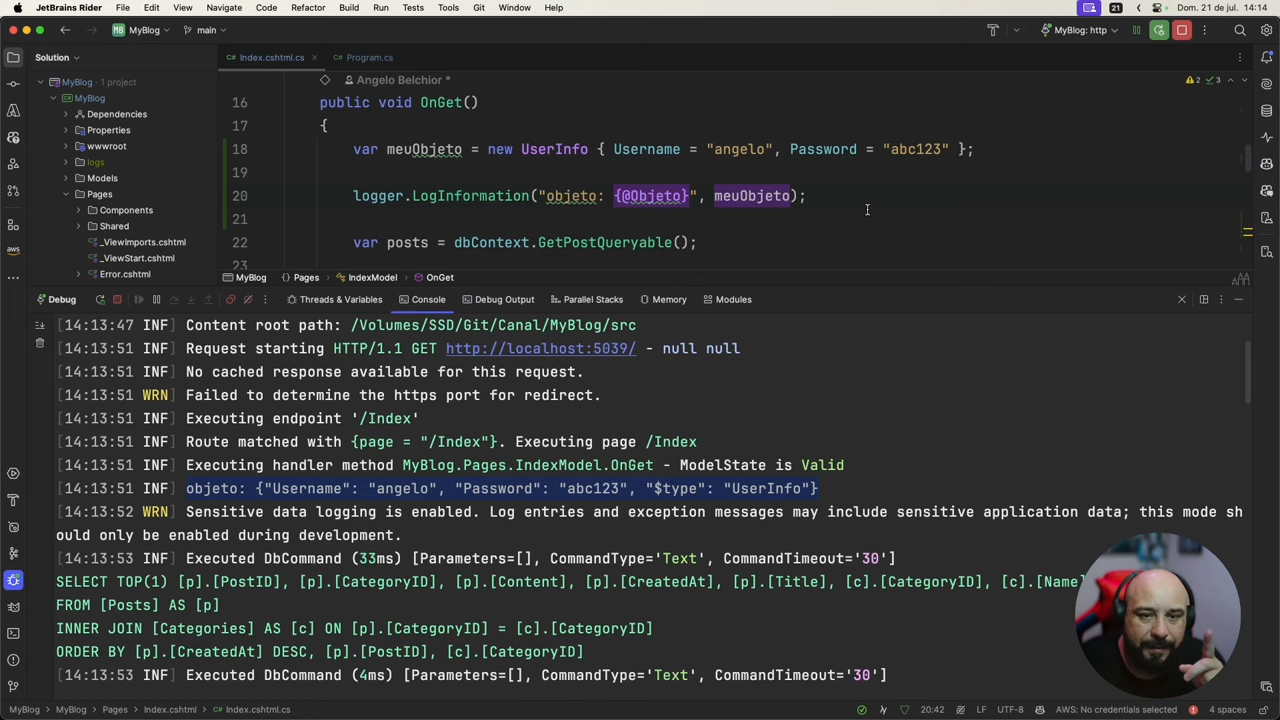 JetBrains Rider File Edit View Navigate Code Refactor Build Run Tests Tools Git Window Help 21 Dom. 21 de jul. 14:14
MB MyBlog main MyBlog: http
Solution C# Index.cshtml.cs C# Program.cs
MyBlog 1 project
MyBlog
Dependencies
Properties
wwwroot
logs
Models
Pages
Components
Shared
_ViewImports.cshtml
_ViewStart.cshtml
Error.cshtml
aws
Angelo Belchior *
2 3
16 public void OnGet()
17 {
18 var meuObjeto = new UserInfo { Username = "angelo", Password = "abc123" };
19
20 logger.LogInformation("objeto: {@Objeto}", meuObjeto);
21
22 var posts = dbContext.GetPostQueryable();
23
MyBlog Pages IndexModel OnGet
Debug Threads & Variables Console Debug Output Parallel Stacks Memory Modules
[14:13:47 INF] Content root path: /Volumes/SSD/Git/Canal/MyBlog/src
[14:13:51 INF] Request starting HTTP/1.1 GET http://localhost:5039/ - null null
[14:13:51 INF] No cached response available for this request.
[14:13:51 WRN] Failed to determine the https port for redirect.
[14:13:51 INF] Executing endpoint '/Index'
[14:13:51 INF] Route matched with {page = "/Index"}. Executing page /Index
[14:13:51 INF] Executing handler method MyBlog.Pages.IndexModel.OnGet - ModelState is Valid
[14:13:51 INF] objeto: {"Username": "angelo", "Password": "abc123", "$type": "UserInfo"}
[14:13:52 WRN] Sensitive data logging is enabled. Log entries and exception messages may include sensitive application data; this mode sh
ould only be enabled during development.
[14:13:53 INF] Executed DbCommand (33ms) [Parameters=[], CommandType='Text', CommandTimeout='30']
SELECT TOP(1) [p].[PostID], [p].[CategoryID], [p].[Content], [p].[CreatedAt], [p].[Title], [c].[CategoryID], [c].[Name]
FROM [Posts] AS [p]
INNER JOIN [Categories] AS [c] ON [p].[CategoryID] = [c].[CategoryID]
ORDER BY [p].[CreatedAt] DESC, [p].[PostID], [c].[CategoryID]
[14:13:53 INF] Executed DbCommand (4ms) [Parameters=[], CommandType='Text', CommandTimeout='30']
MyBlog MyBlog Pages Index.cshtml C# Index.cshtml.cs 20:42 LF UTF-8 AWS: No credentials selected 4 spaces